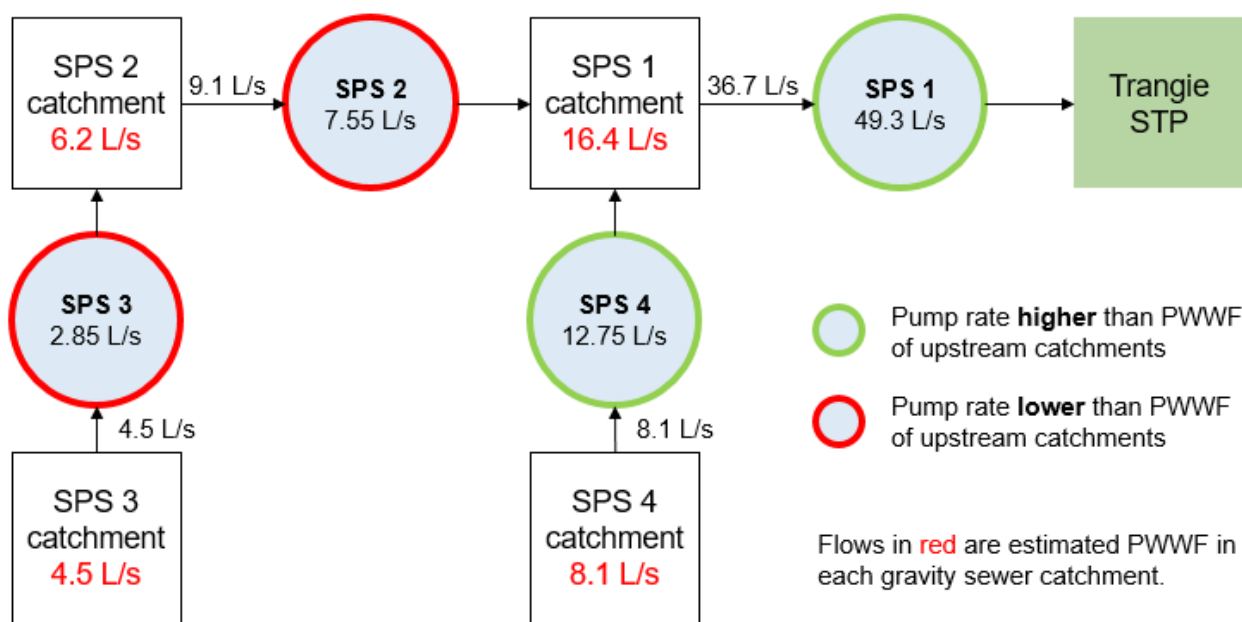 SPS 2
catchment
6.2 L/s
9.1 L/s
SPS 2
7.55 L/s
SPS 1
catchment
16.4 L/s
36.7 L/s
SPS 1
49.3 L/s
Trangie
STP
SPS 3
2.85 L/s
SPS 4
12.75 L/s
4.5 L/s
8.1 L/s
SPS 3
catchment
4.5 L/s
SPS 4
catchment
8.1 L/s
Pump rate higher than PWWF
of upstream catchments
Pump rate lower than PWWF
of upstream catchments
Flows in red are estimated PWWF in
each gravity sewer catchment.